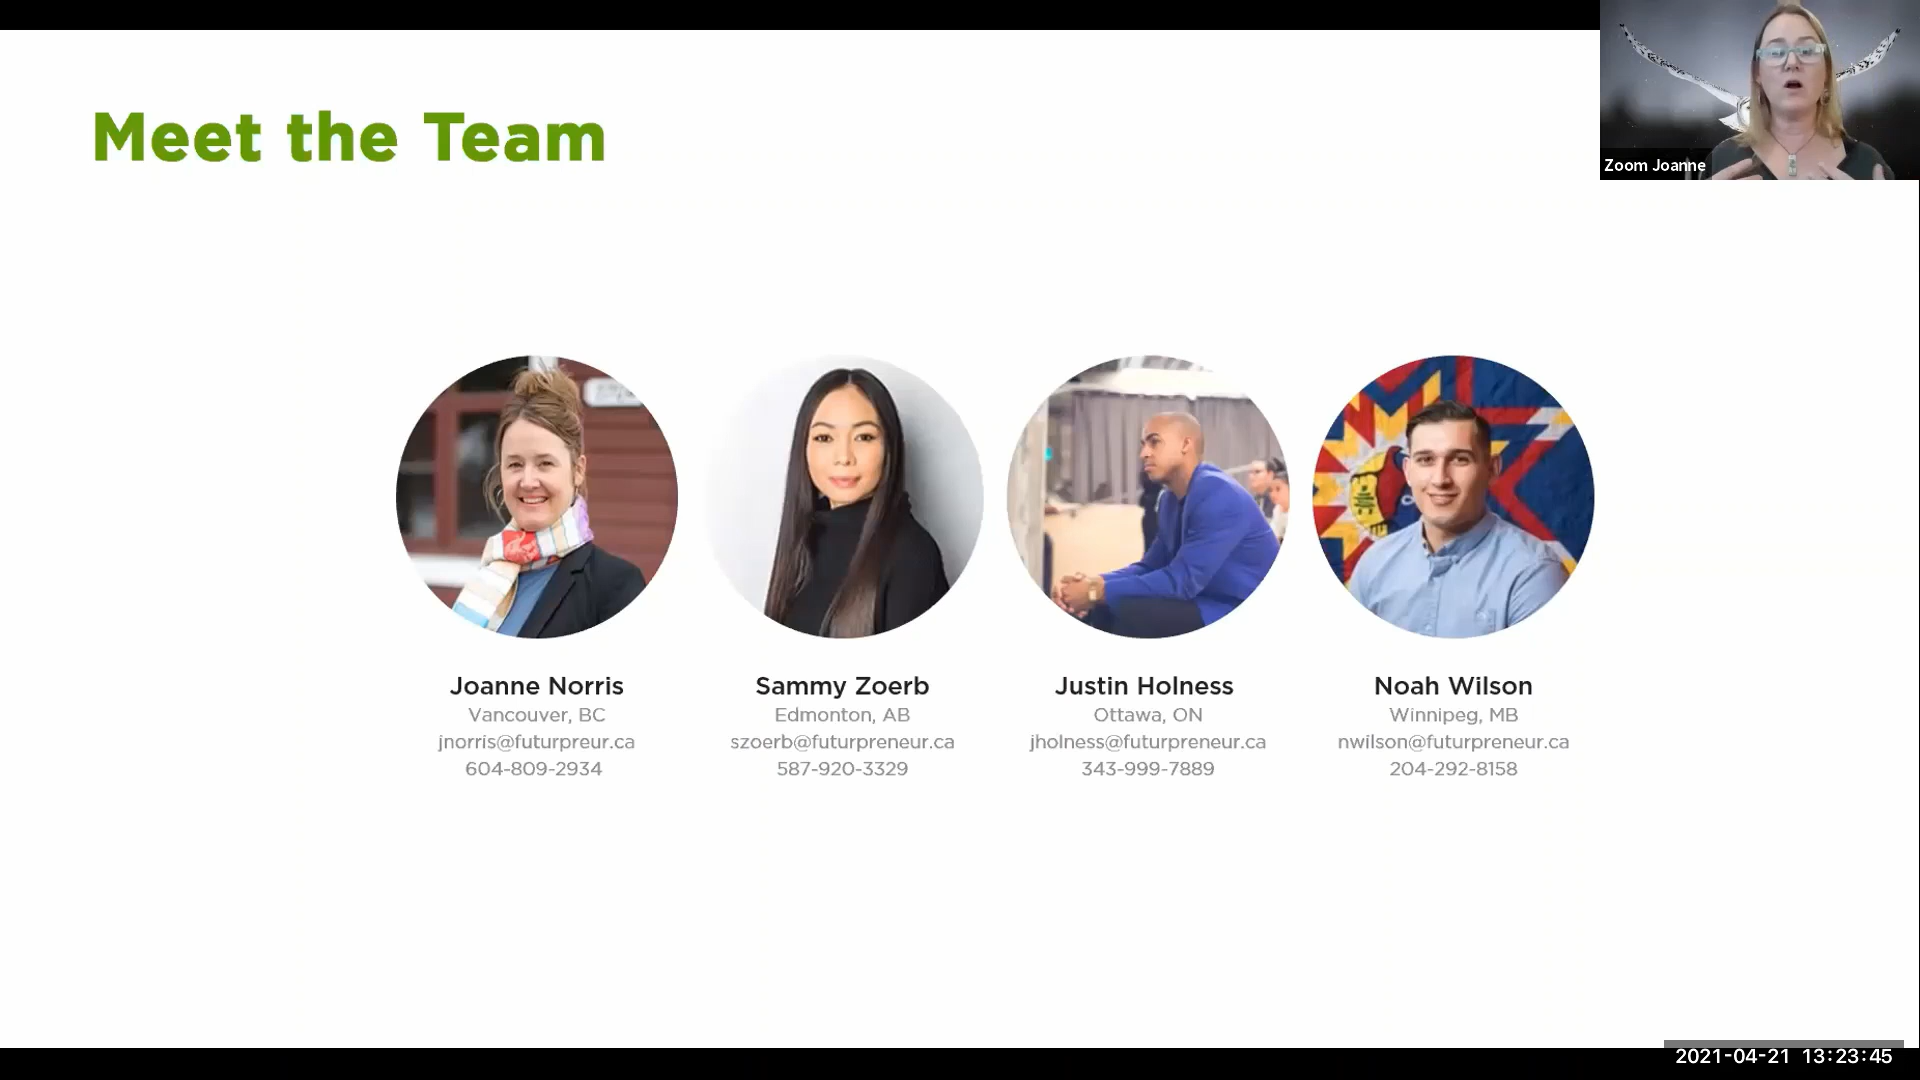 Meet the Team
Zoom Joanne
Joanne Norris
Vancouver, BC
jnorris@futurpreur.ca
604-809-2934
Sammy Zoerb
Edmonton, AB
szoerb@futurpreneur.ca
587-920-3329
Justin Holness
Ottawa, ON
jholness@futurpreneur.ca
343-999-7889
Noah Wilson
Winnipeg, MB
nwilson@futurpreneur.ca
204-292-8158
2021-04-21 13:23:45